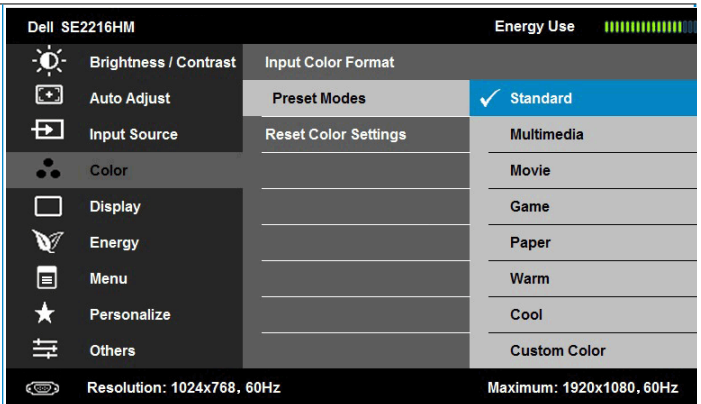 Dell SE2216HM Energy Use
Brightness / Contrast Input Color Format
Auto Adjust Preset Modes Standard
Input Source Reset Color Settings Multimedia
Color Movie
Display Game
Energy Paper
Menu Warm
Personalize Cool
Others Custom Color
Resolution: 1024x768, 60Hz Maximum: 1920x1080, 60Hz